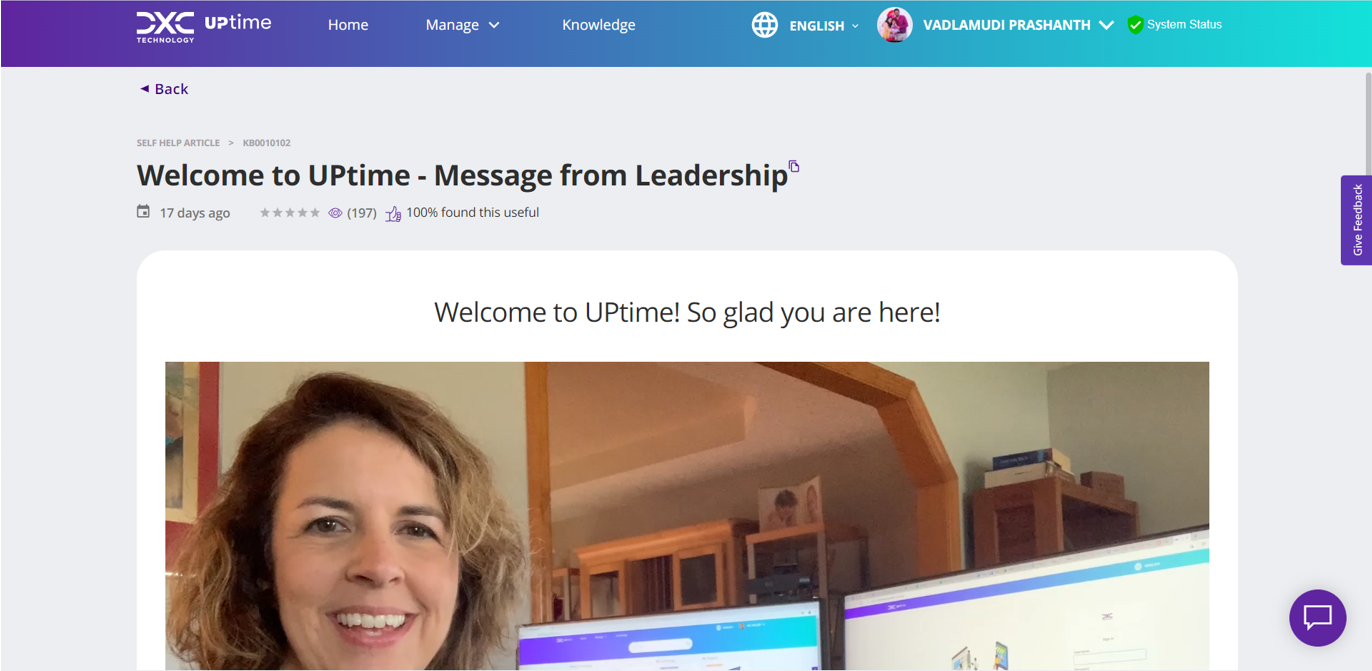 DXC TECHNOLOGY UPtime
Home
Manage
Knowledge
ENGLISH
VADLAMUDI PRASHANTH
System Status
◄ Back
SELF HELP ARTICLE > KB0010102
Welcome to UPtime - Message from Leadership
17 days ago
(197)
100% found this useful
Give Feedback
Welcome to UPtime! So glad you are here!